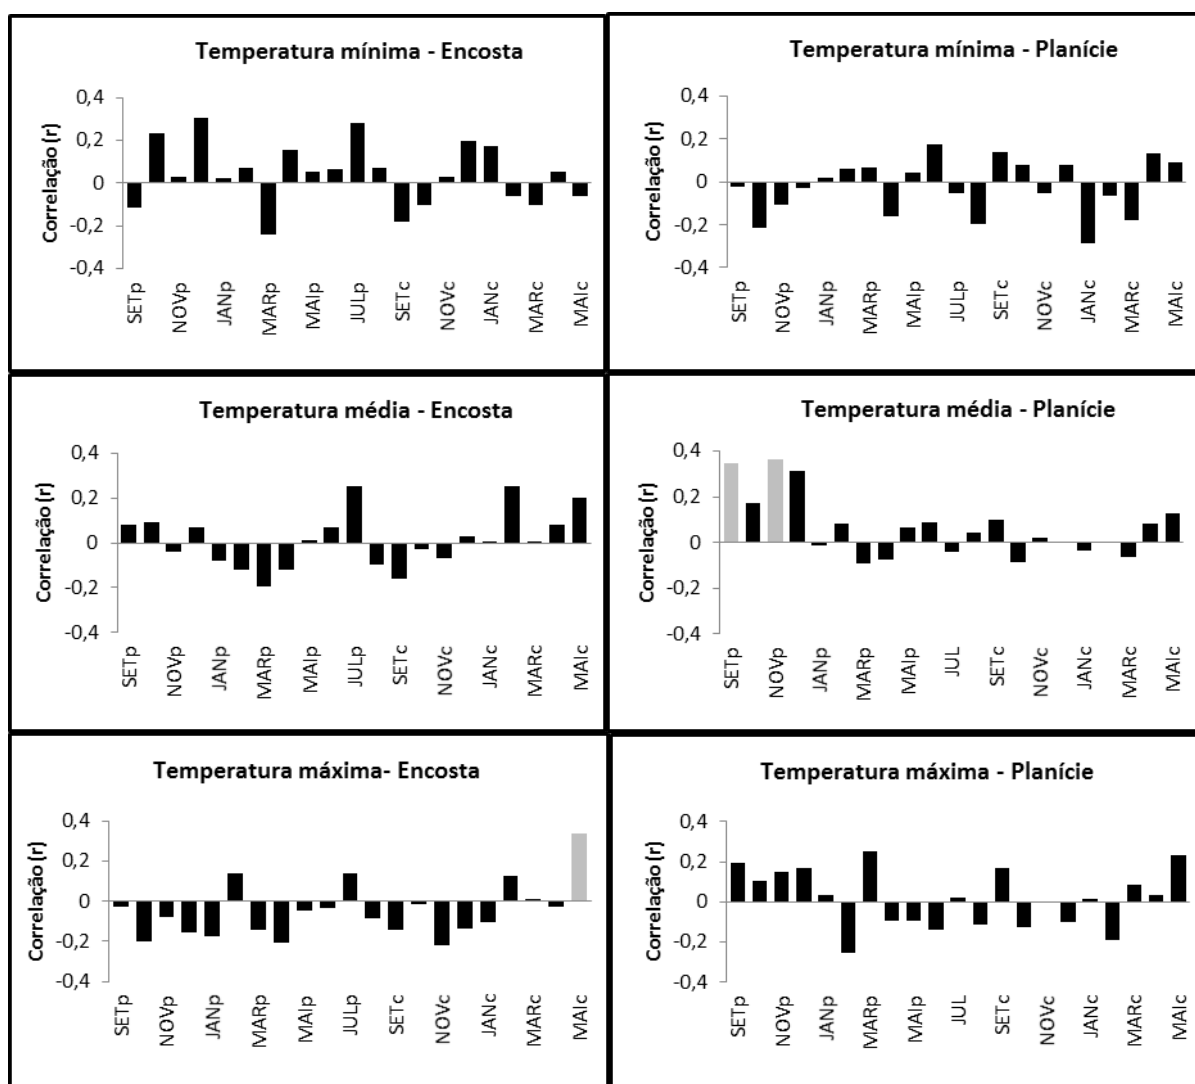 Temperatura mínima - Encosta
Correlação (r)
0,4
0,2
0
-0,2
-0,4
SETp
NOVp
JANp
MARp
MAIp
JULp
SETc
NOVc
JANc
MARc
MAIc
Temperatura mínima - Planície
Correlação (r)
0,4
0,2
0
-0,2
-0,4
SETp
NOVp
JANp
MARp
MAIp
JULp
SETc
NOVc
JANc
MARc
MAIc
Temperatura média - Encosta
Correlação (r)
0,4
0,2
0
-0,2
-0,4
SETp
NOVp
JANp
MARp
MAIp
JULp
SETc
NOVc
JANc
MARc
MAIc
Temperatura média - Planície
Correlação (r)
0,4
0,2
0
-0,2
-0,4
SETp
NOVp
JANp
MARp
MAIp
JUL
SETc
NOVc
JANc
MARc
MAIc
Temperatura máxima- Encosta
Correlação (r)
0,4
0,2
0
-0,2
-0,4
SETp
NOVp
JANp
MARp
MAIp
JULp
SETc
NOVc
JANc
MARc
MAIc
Temperatura máxima - Planície
Correlação (r)
0,4
0,2
0
-0,2
-0,4
SETp
NOVp
JANp
MARp
MAIp
JUL
SETc
NOVc
JANc
MARc
MAIc